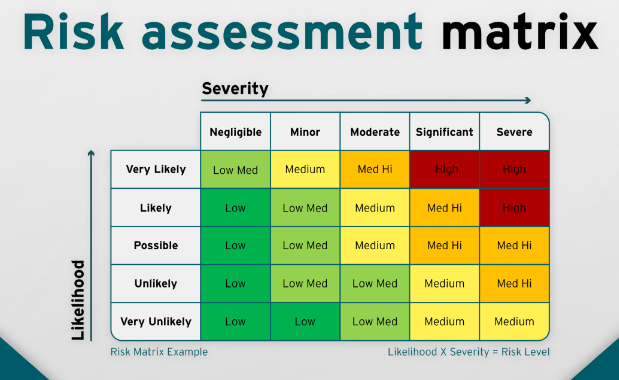 Risk assessment matrix
Severity
Negligible Minor Moderate Significant Severe
Very Likely Low Med Medium Med Hi High High
Likely Low Low Med Medium Med Hi High
Possible Low Low Med Medium Med Hi Med Hi
Unlikely Low Low Med Low Med Medium Med Hi
Very Unlikely Low Low Low Med Medium Medium
Likelihood
Risk Matrix Example Likelihood X Severity = Risk Level